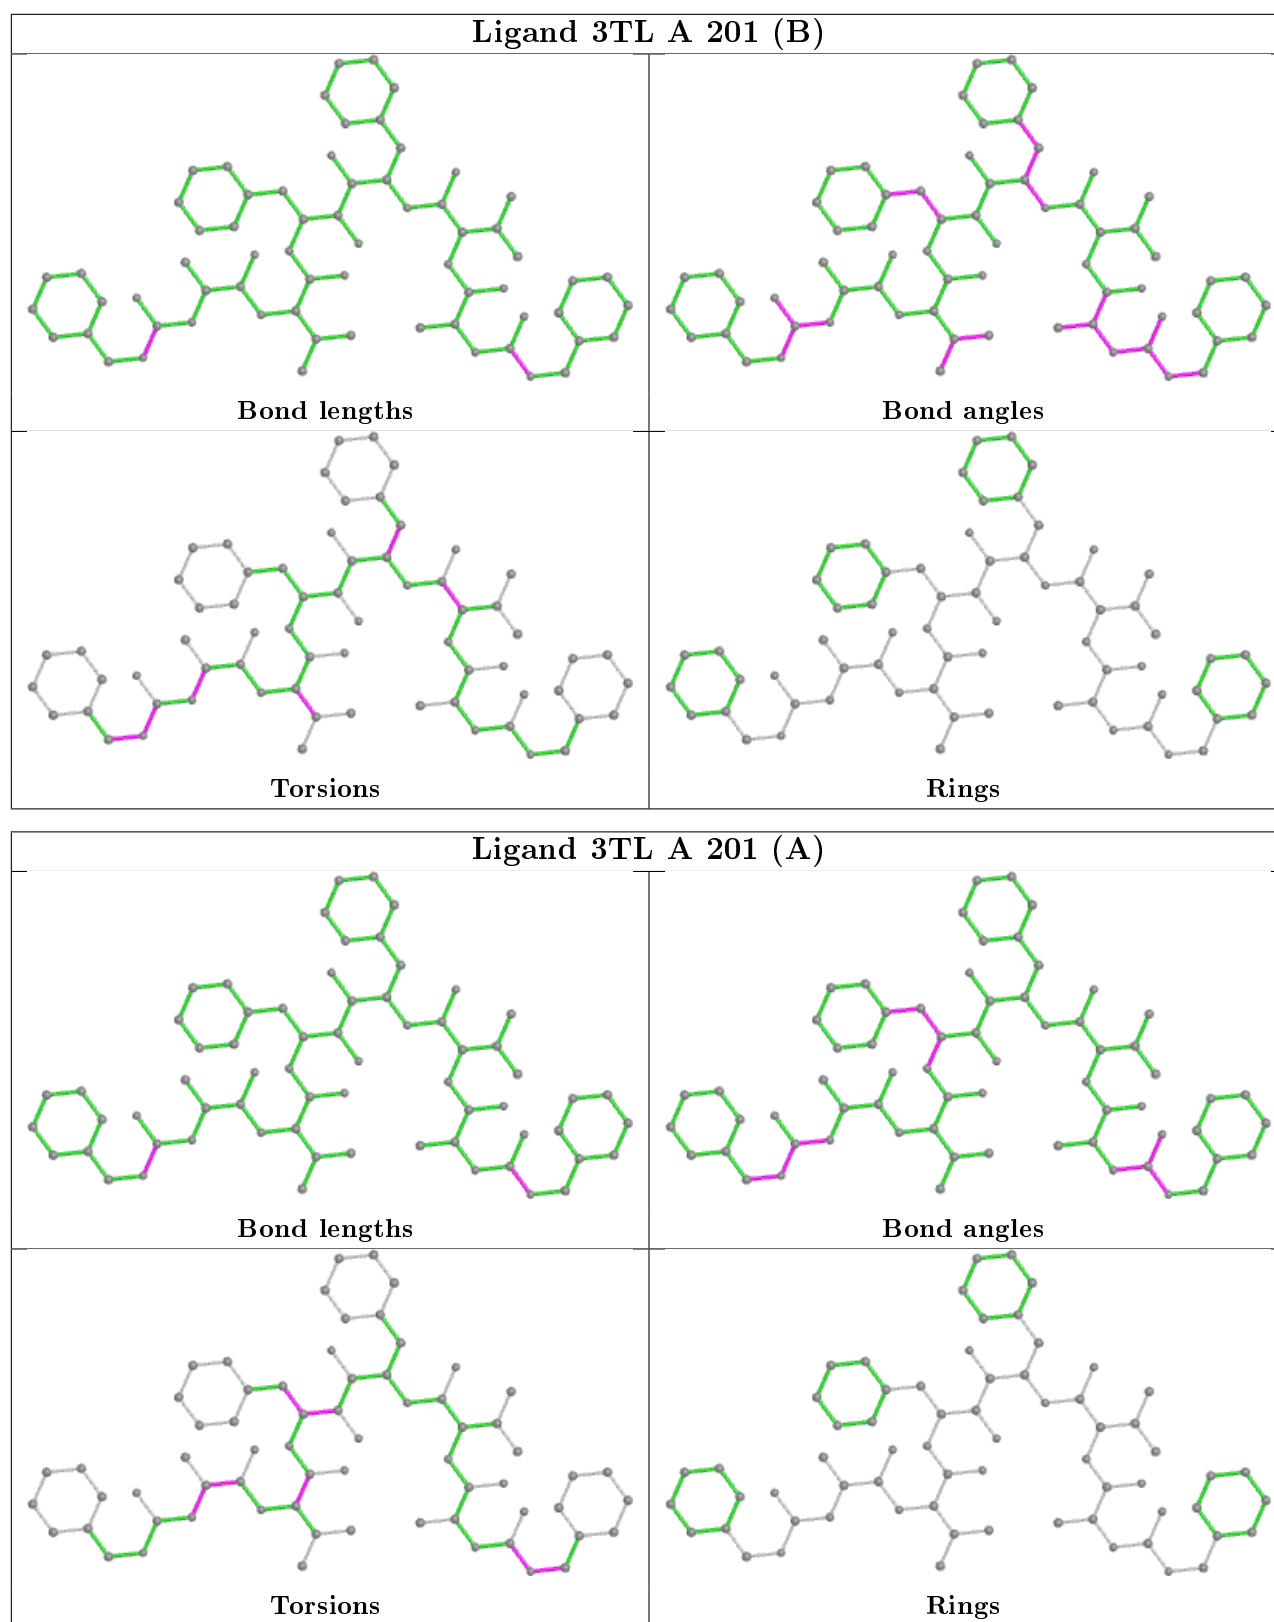 Ligand 3TL A 201 (B)
Bond lengths
Bond angles
Torsions
Rings
Ligand 3TL A 201 (A)
Bond lengths
Bond angles
Torsions
Rings